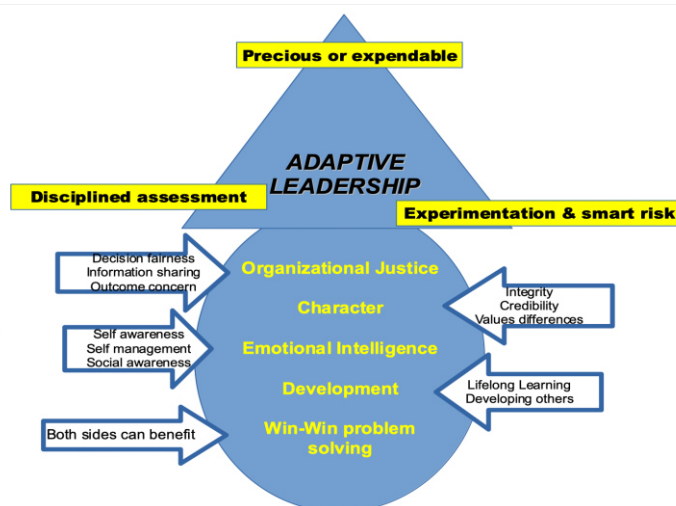 Precious or expendable
ADAPTIVE
LEADERSHIP
Disciplined assessment
Experimentation & smart risk
Decision fairness
Information sharing
Outcome concern
Organizational Justice
Integrity
Credibility
Values differences
Character
Self awareness
Self management
Social awareness
Emotional Intelligence
Development
Lifelong Learning
Developing others
Both sides can benefit
Win-Win problem
solving